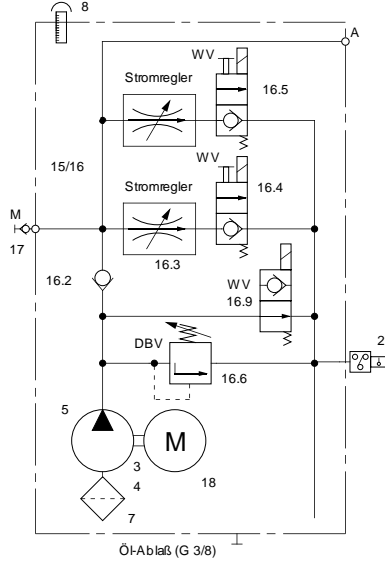 8
A
Stromregler
WV
16.5
15/16
Stromregler
WV
16.4
M
17
16.3
16.2
WV
16.9
DBV
2
16.6
5
M
3
4
18
7
Öl-Ablaß (G 3/8)